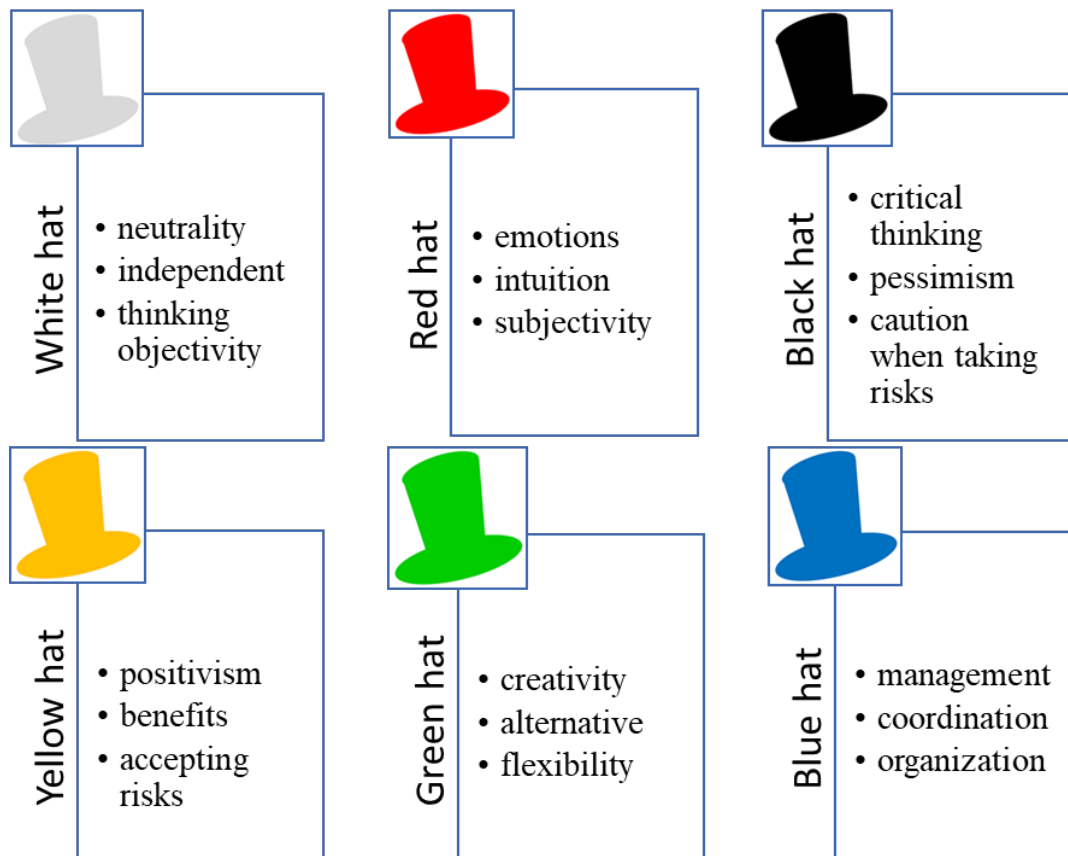 White hat
• neutrality
• independent
• thinking
objectivity
Red hat
• emotions
• intuition
• subjectivity
Black hat
• critical
thinking
• pessimism
• caution
when taking
risks
Yellow hat
• positivism
• benefits
• accepting
risks
Green hat
• creativity
• alternative
• flexibility
Blue hat
• management
• coordination
• organization